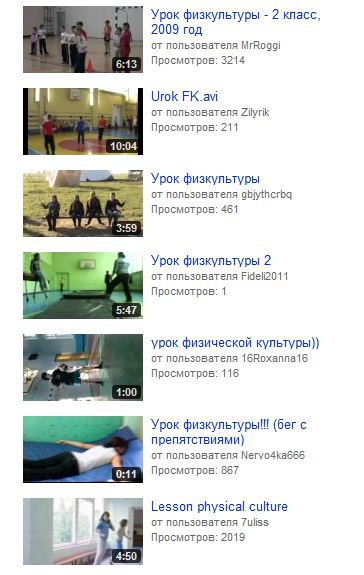 Урок физкультуры - 2 класс,
2009 год
от пользователя MrRoggi
Просмотров: 3214
6:13
Urok FK.avi
от пользователя Zilyrik
Просмотров: 211
10:04
Урок физкультуры
от пользователя gbjythcrbq
Просмотров: 461
3:59
Урок физкультуры 2
от пользователя Fideli2011
Просмотров: 1
5:47
урок физической культуры))
от пользователя 16Roxanna16
Просмотров: 116
1:00
Урок физкультуры!!! (бег с
препятствиями)
от пользователя Nervo4ka666
Просмотров: 867
0:11
Lesson physical culture
от пользователя 7uliss
Просмотров: 2019
4:50